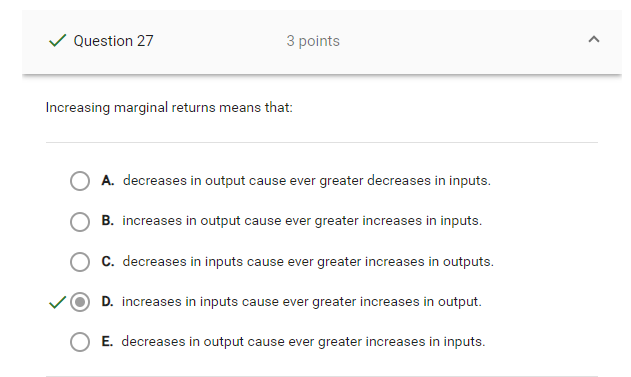 Question 27 3 points
Increasing marginal returns means that:
A. decreases in output cause ever greater decreases in inputs.
B. increases in output cause ever greater increases in inputs.
C. decreases in inputs cause ever greater increases in outputs.
D. increases in inputs cause ever greater increases in output.
E. decreases in output cause ever greater increases in inputs.